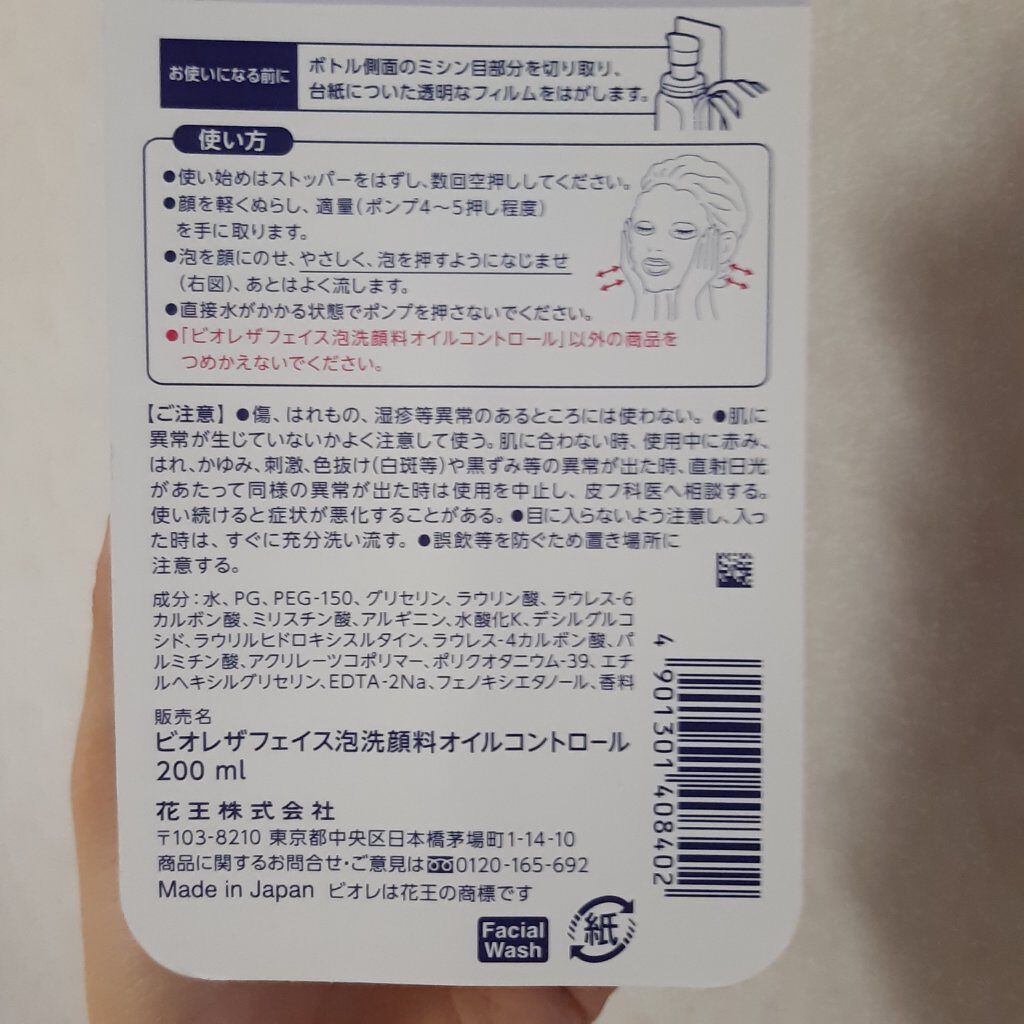 お使いになる前に
ボトル側面のミシン目部分を切り取り、
台紙についた透明なフィルムをはがします。
使い方
●使い始めはストッパーをはずし、数回空押ししてください。
●顔を軽くぬらし、適量(ポンプ4〜5押し程度)
を手に取ります。
●泡を顔にのせ、やさしく、泡を押すようになじませ
(右図)、あとはよく流します。
●直接水がかかる状態でポンプを押さないでください。
●「ビオレザフェイス泡洗顔料オイルコントロール」以外の商品を
つめかえないでください。
【ご注意】●傷、はれもの、湿疹等異常のあるところには使わない。●肌に
異常が生じていないかよく注意して使う。肌に合わない時、使用中に赤み、
はれ、かゆみ、刺激、色抜け(白斑等)や黒ずみ等の異常が出た時、直射日光
があたって同様の異常が出た時は使用を中止し、皮フ科医へ相談する。
使い続けると症状が悪化することがある。●目に入らないよう注意し、入っ
た時は、すぐに充分洗い流す。●誤飲等を防ぐため置き場所に
注意する。
成分:水、PG、PEG-150、グリセリン、ラウリン酸、ラウレス-6
カルボン酸、ミリスチン酸、アルギニン、水酸化K、デシルグルコ
シド、ラウリルヒドロキシスルタイン、ラウレス-4カルボン酸、パ
ルミチン酸、アクリレーツコポリマー、ポリクオタニウム-39、エチ
ルヘキシルグリセリン、EDTA-2Na、フェノキシエタノール、香料
販売名
ビオレザフェイス泡洗顔料オイルコントロール
200 ml
花王株式会社
〒103-8210 東京都中央区日本橋茅場町1-14-10
商品に関するお問合せ・ご意見は0120-165-692
Made in Japan ビオレは花王の商標です
Facial
Wash
紙
4 901301 408402